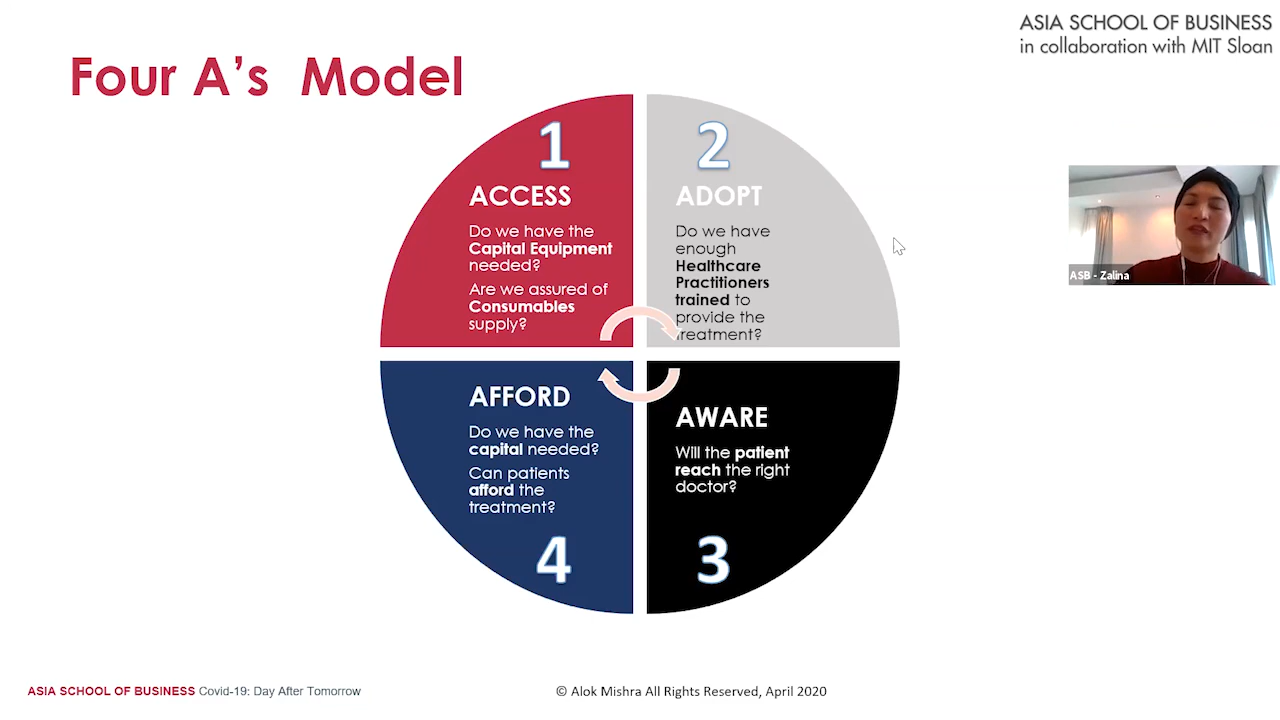 ASIA SCHOOL OF BUSINESS
in collaboration with MIT Sloan
Four A's Model
1
ACCESS
Do we have the
Capital Equipment
needed?
Are we assured of
Consumables
supply?
2
ADOPT
Do we have
enough
Healthcare
Practitioners
trained to
provide the
treatment?
ASB - Zalina
AFFORD
Do we have the
capital needed?
Can patients
afford the
treatment?
4
AWARE
Will the patient
reach the right
doctor?
3
ASIA SCHOOL OF BUSINESS Covid-19: Day After Tomorrow
© Alok Mishra All Rights Reserved, April 2020